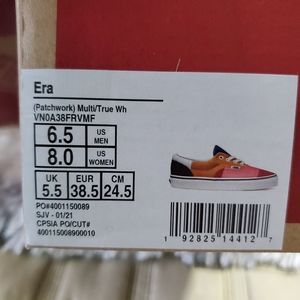 Era
(Patchwork) Multi/True Wh
VN0A38FRVMF
6.5 US MEN
8.0 US WOMEN
UK EUR CM
5.5 38.5 24.5
PO#4001150089
SJV - 01/21
CPSIA PO/CUT#
400115008900010
1 92825 14412 7